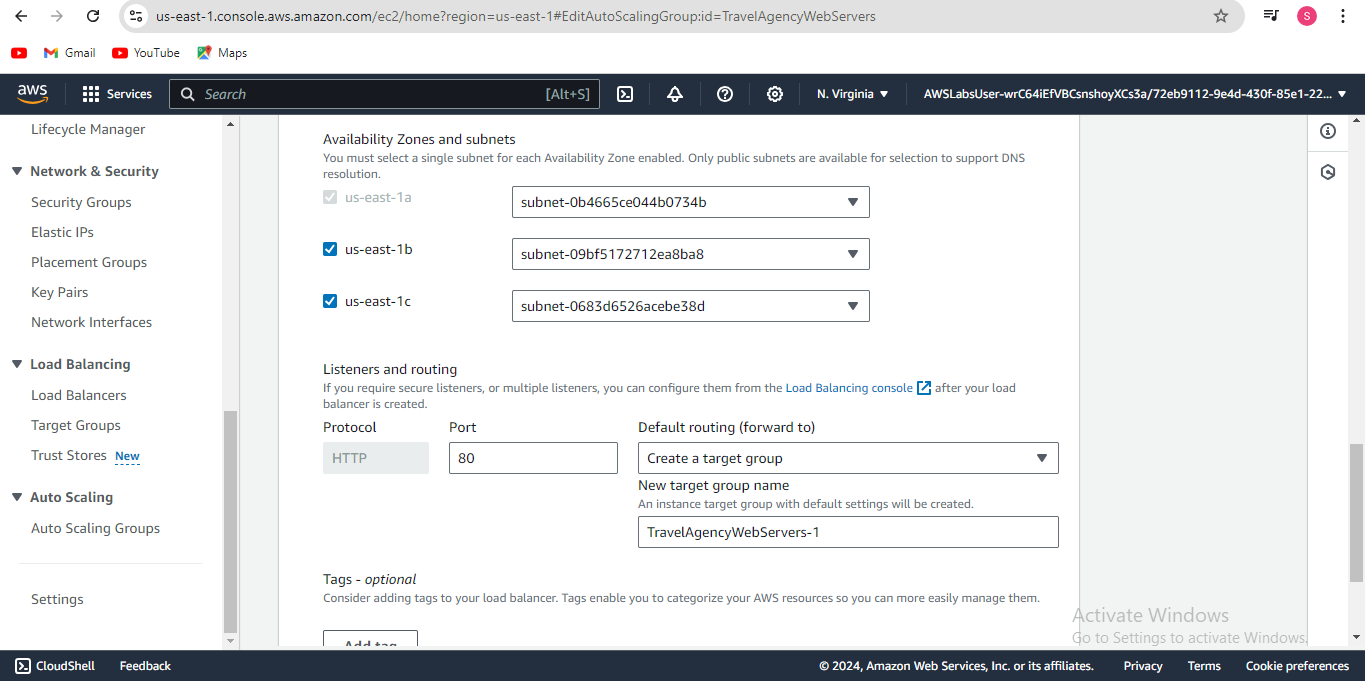 us-east-1.console.aws.amazon.com/ec2/home?region=us-east-1#EditAutoScalingGroup:id=TravelAgencyWebServers
S
Gmail
YouTube
Maps
aws
Services
Search
[Alt+S]
N. Virginia
AWSLabsUser-wrC64iEfVBCsnshoyXCs3a/72eb9112-9e4d-430f-85e1-22...
Lifecycle Manager
Network & Security
Security Groups
Elastic IPs
Placement Groups
Key Pairs
Network Interfaces
Load Balancing
Load Balancers
Target Groups
Trust Stores New
Auto Scaling
Auto Scaling Groups
Settings
Availability Zones and subnets
You must select a single subnet for each Availability Zone enabled. Only public subnets are available for selection to support DNS
resolution.
us-east-1a
subnet-0b4665ce044b0734b
us-east-1b
subnet-09bf5172712ea8ba8
us-east-1c
subnet-0683d6526acebe38d
Listeners and routing
If you require secure listeners, or multiple listeners, you can configure them from the Load Balancing console after your load
balancer is created.
Protocol
HTTP
Port
80
Default routing (forward to)
Create a target group
New target group name
An instance target group with default settings will be created.
TravelAgencyWebServers-1
Tags - optional
Consider adding tags to your load balancer. Tags enable you to categorize your AWS resources so you can more easily manage them.
Add tag
Activate Windows
Go to Settings to activate Windows.
CloudShell
Feedback
© 2024, Amazon Web Services, Inc. or its affiliates.
Privacy
Terms
Cookie preferences